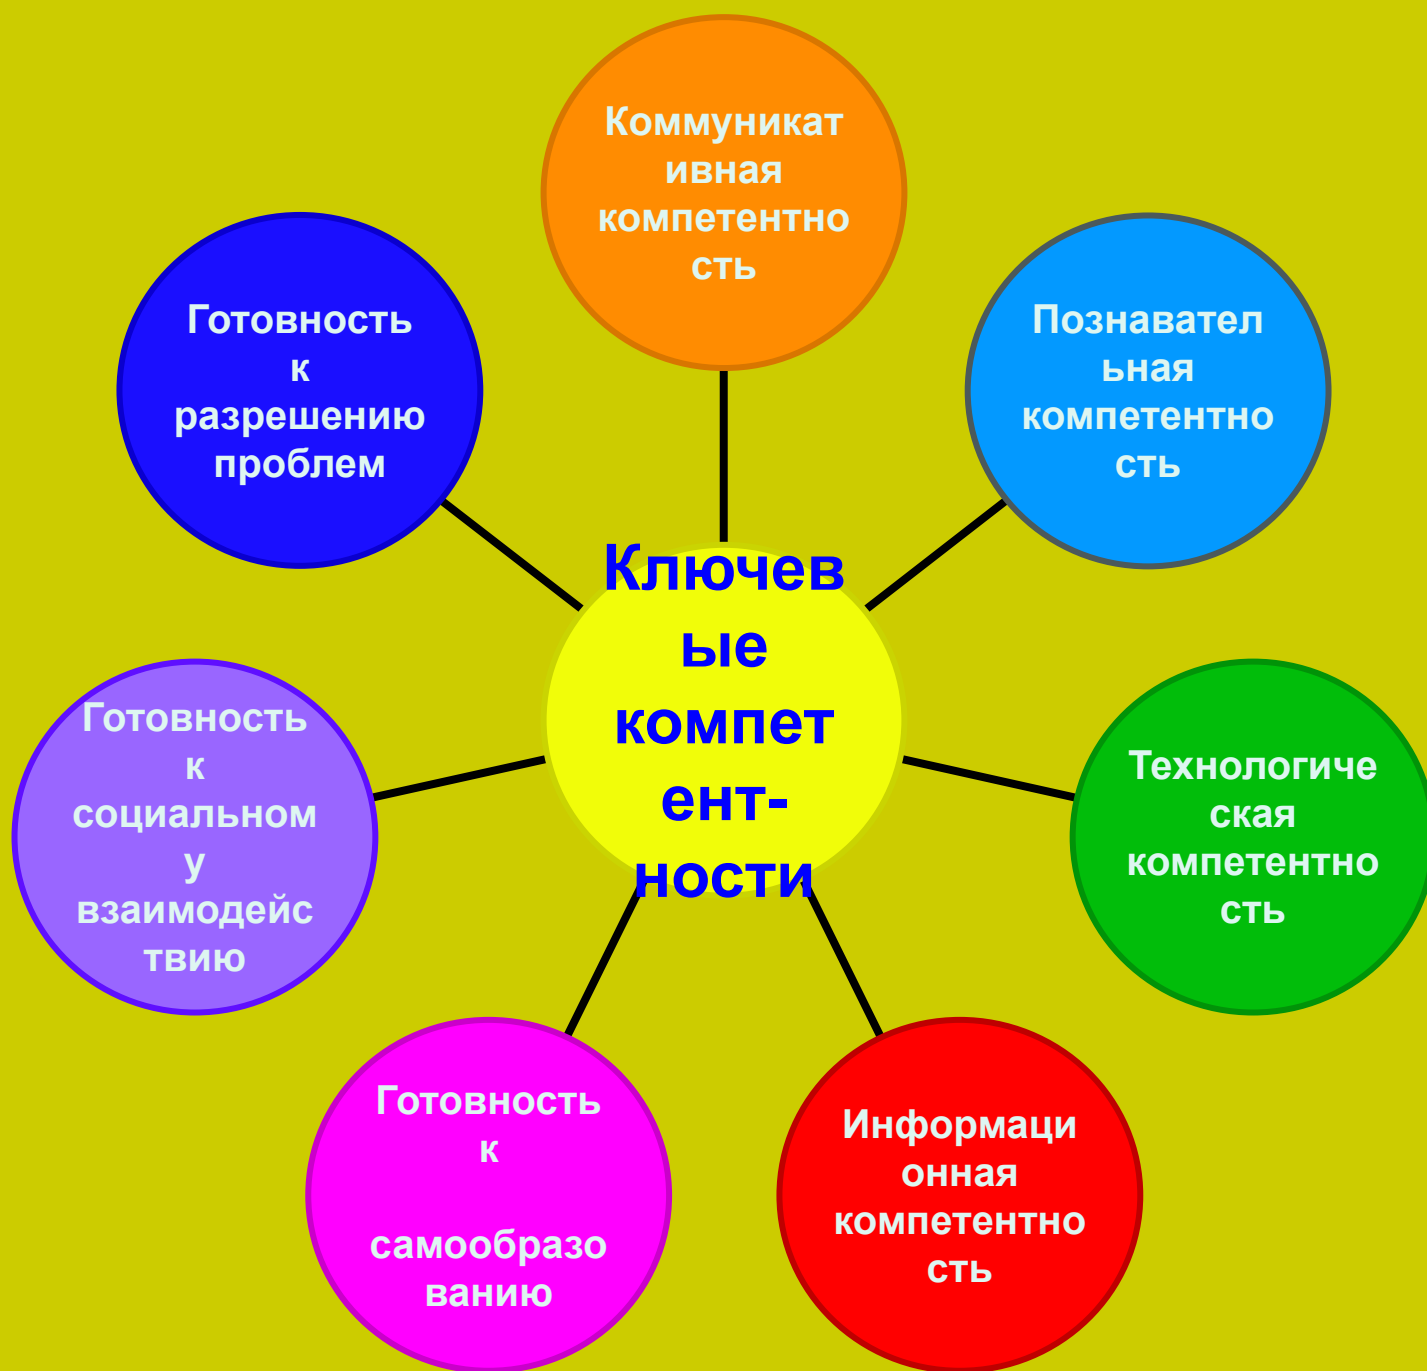 Коммуникат
ивная
компетентно
сть
Познавател
ьная
компетентно
сть
Технологиче
ская
компетентно
сть
Информаци
онная
компетентно
сть
Готовность
к
самообразо
ванию
Готовность
к
социальном
у
взаимодейс
твию
Готовность
к
разрешению
проблем
Ключев
ые
компет
ент-
ности